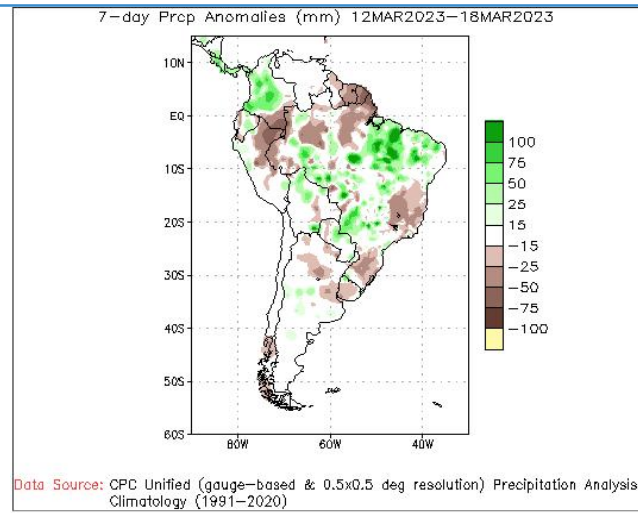 7-day Prcp Anomalies (mm) 12MAR2023-18MAR2023
10N
EQ
10S
20S
30S
40S
50S
60S
80W
60W
40W
100
75
50
25
15
-15
-25
-50
-75
-100
Data Source: CPC Unified (gauge-based & 0.5x0.5 deg resolution) Precipitation Analysis
Climatology (1991-2020)